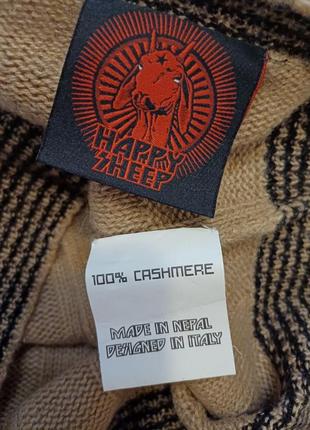 HAPPY
SHEEP
100% CASHMERE
MADE IN NEPAL
DESIGNED IN ITALY